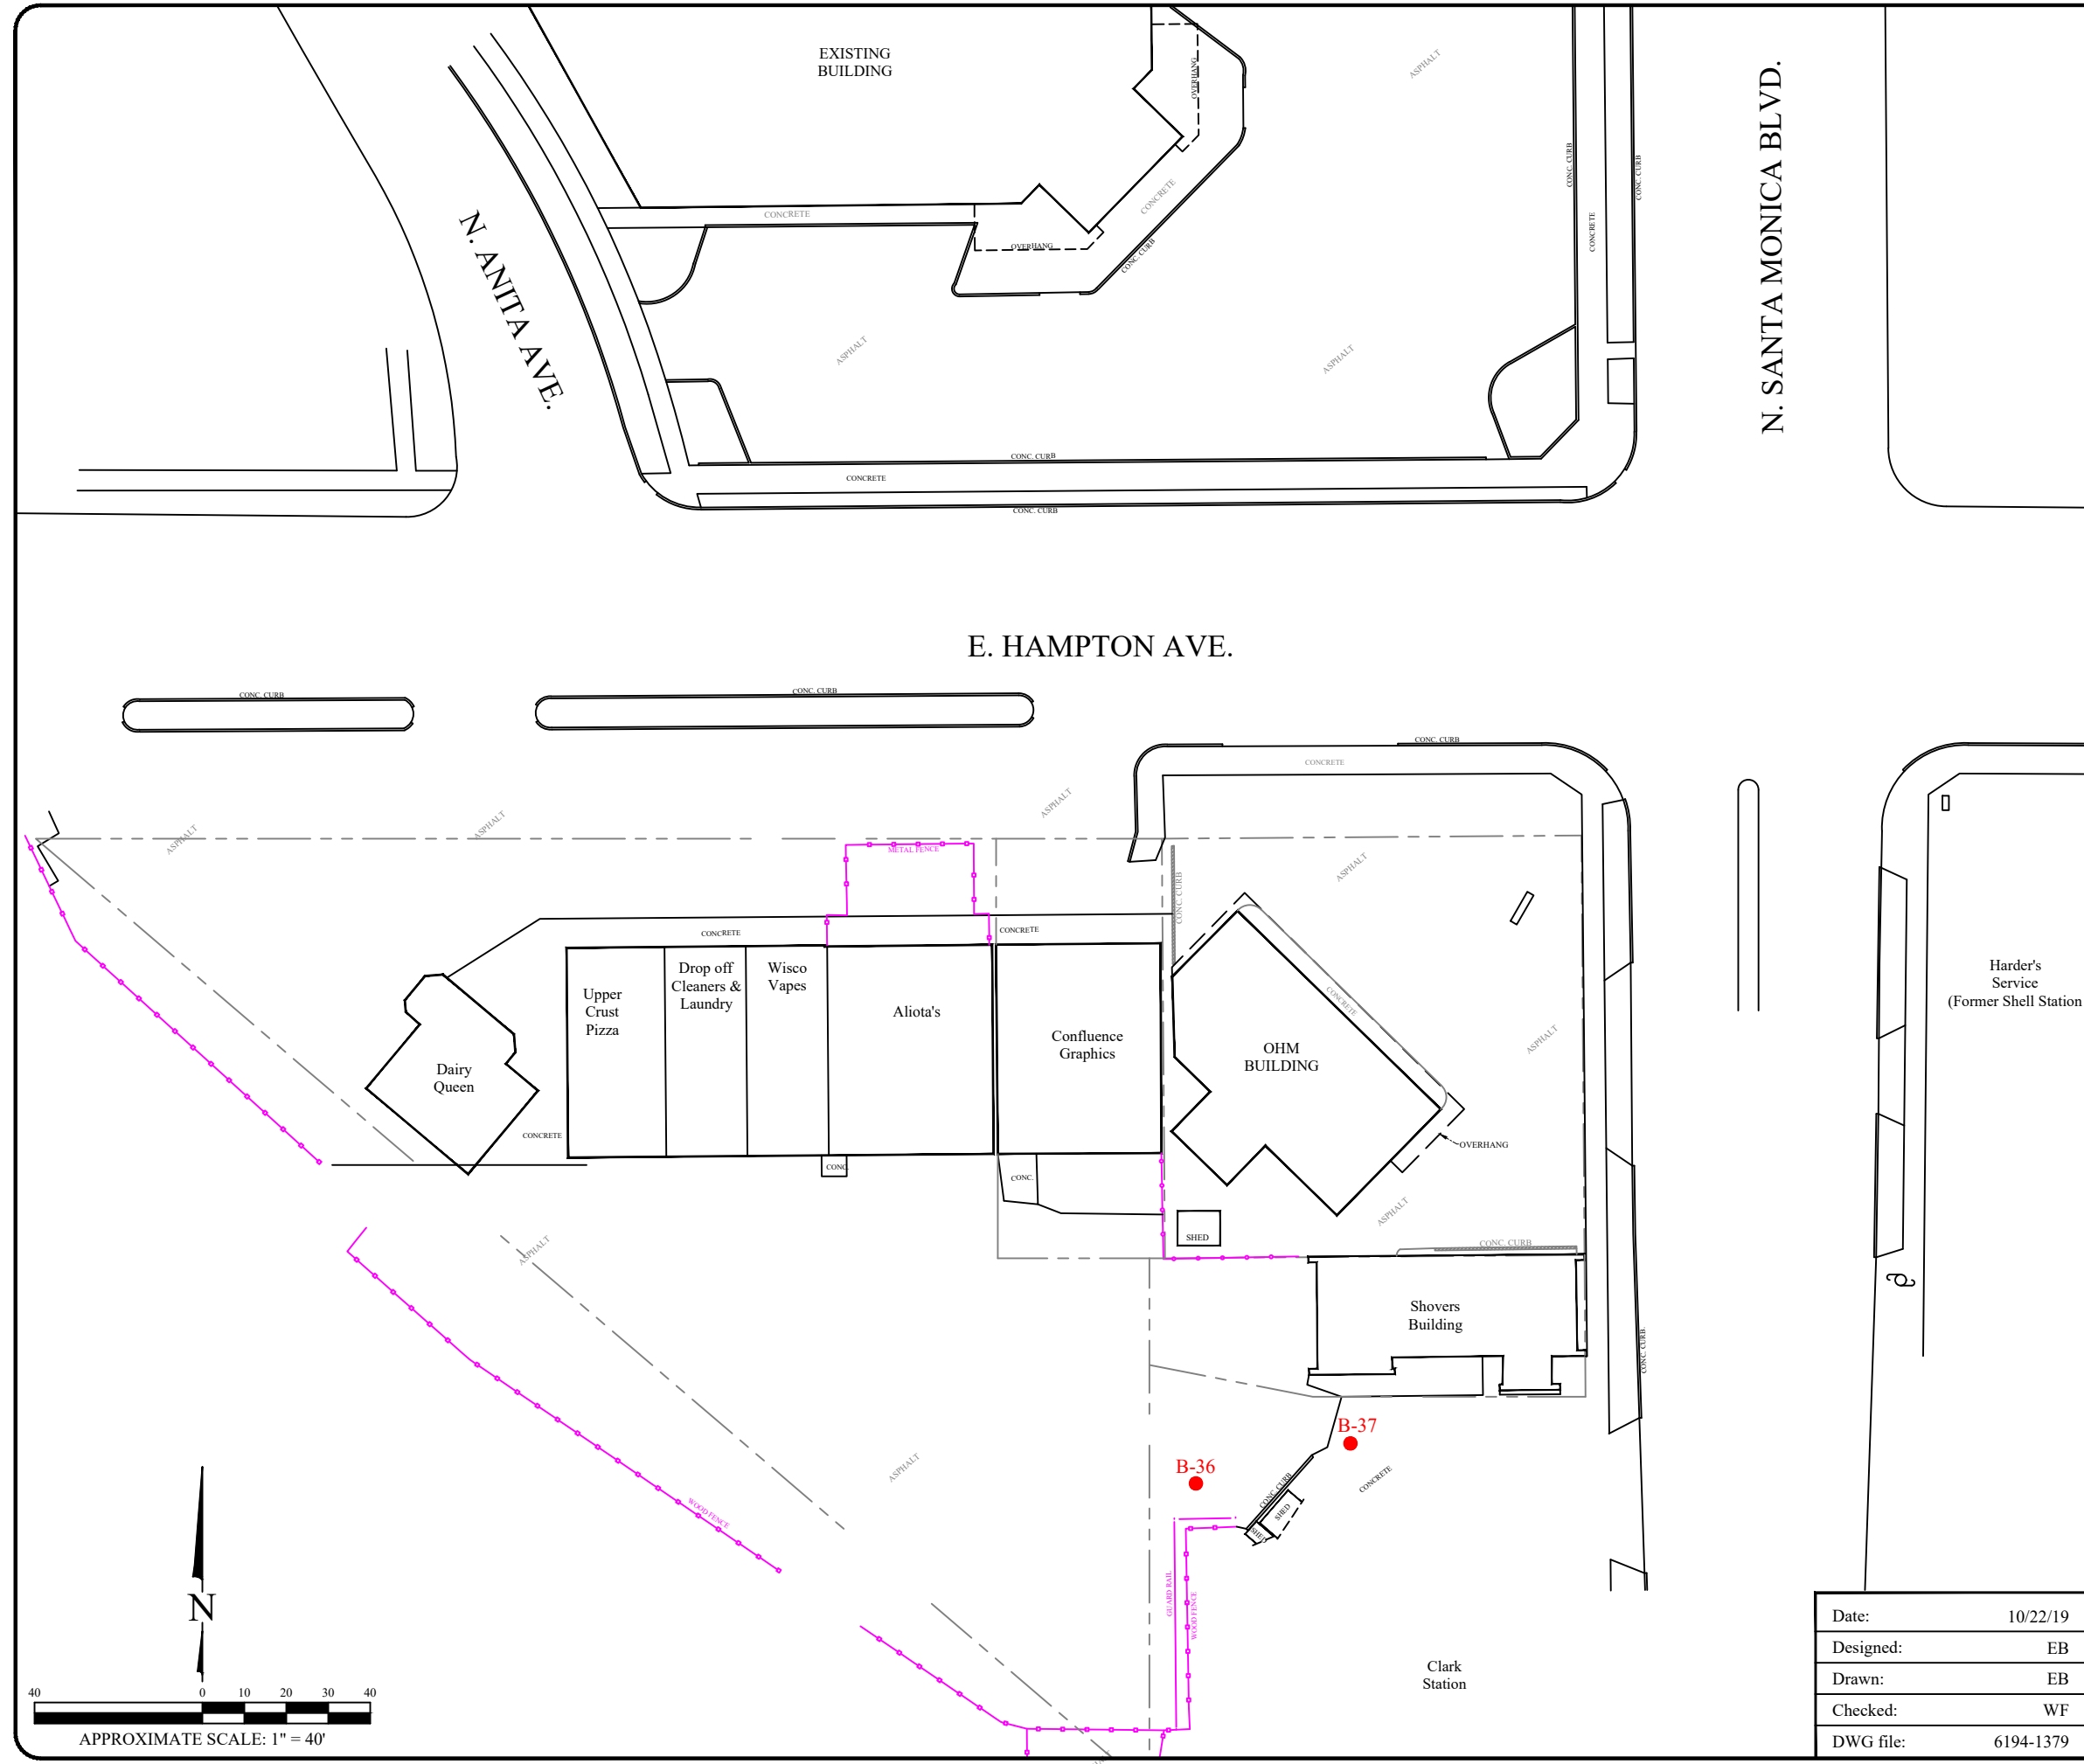 EXISTING
BUILDING
OVERHANG
ASPHALT
CONC. CURB
CONC. CURB
CONCRETE
N. SANTA MONICA BLVD.
CONCRETE
CONCRETE
OVERHANG
CONC. CURB
N. ANITA AVE.
ASPHALT
ASPHALT
CONC. CURB
CONCRETE
CONC. CURB
E. HAMPTON AVE.
CONC. CURB
CONC. CURB
CONC. CURB
CONCRETE
ASPHALT
ASPHALT
ASPHALT
METAL FENCE
ASPHALT
CONC. CURB
CONCRETE
CONCRETE
Upper
Crust
Pizza
Drop off
Cleaners &
Laundry
Wisco
Vapes
Aliota's
Confluence
Graphics
CONCRETE
OHM
BUILDING
ASPHALT
Harder's
Service
(Former Shell Station
Dairy
Queen
CONCRETE
OVERHANG
CONC.
CONC.
ASPHALT
SHED
CONC. CURB
ASPHALT
Shovers
Building
CONC. CURB
B-37
B-36
ASPHALT
CONC. CURB
CONCRETE
SHED
SHED
WOOD FENCE
GUARD RAIL
WOOD FENCE
N
Clark
Station
40 0 10 20 30 40
APPROXIMATE SCALE: 1" = 40'
Date: 10/22/19
Designed: EB
Drawn: EB
Checked: WF
DWG file: 6194-1379